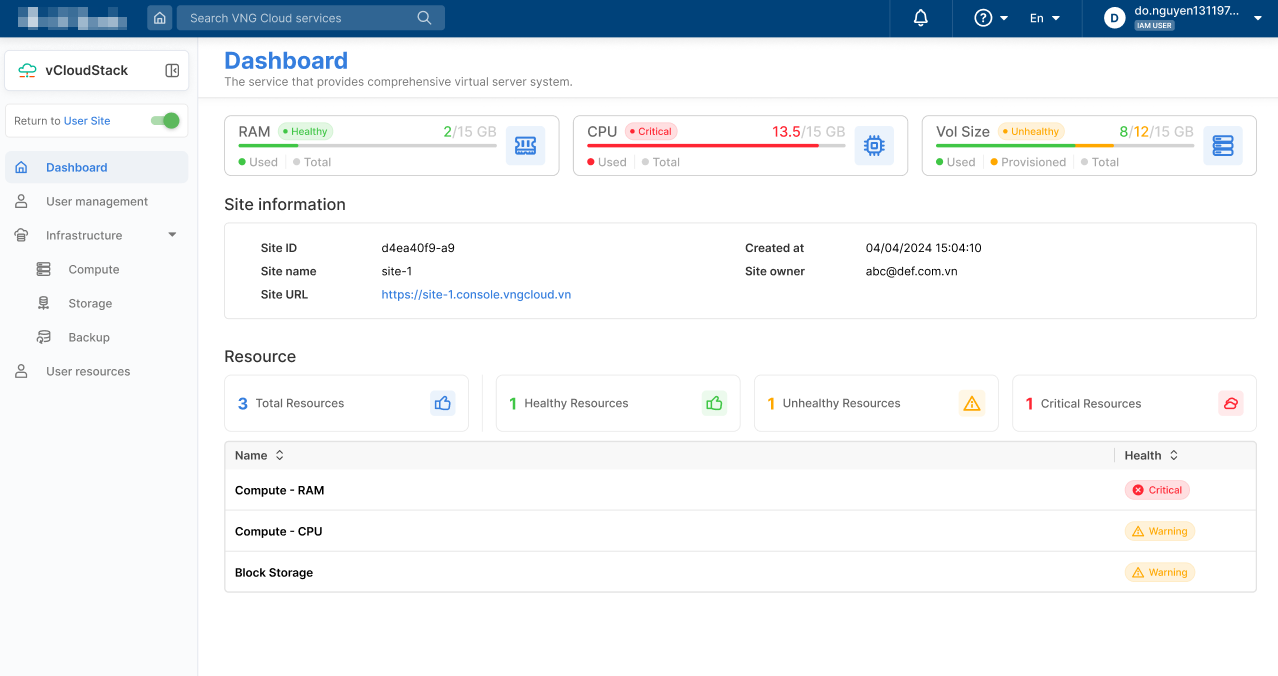 Search VNG Cloud services
En
D
do.nguyen131197...
IAM USER
vCloudStack
Return to User Site
Dashboard
User management
Infrastructure
Compute
Storage
Backup
User resources
Dashboard
The service that provides comprehensive virtual server system.
RAM Healthy 2/15 GB
Used Total
CPU Critical 13.5/15 GB
Used Total
Vol Size Unhealthy 8/12/15 GB
Used Provisioned Total
Site information
Site ID d4ea40f9-a9
Created at 04/04/2024 15:04:10
Site name site-1
Site owner abc@def.com.vn
Site URL https://site-1.console.vngcloud.vn
Resource
3 Total Resources
1 Healthy Resources
1 Unhealthy Resources
1 Critical Resources
Name Health
Compute - RAM Critical
Compute - CPU Warning
Block Storage Warning